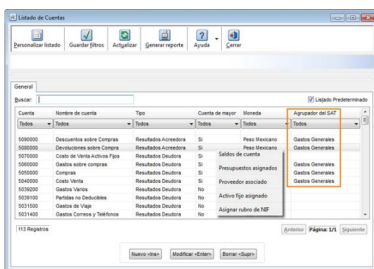 Listado de Cuentas
Personalizar listado Guardar filtros Actualizar Generar reporte Ayuda Cerrar
General
Buscar: Listado Predeterminado
Cuenta Nombre de cuenta Tipo Cuenta de mayor Moneda Agrupador del SAT
Todos Todos Todos Todos Todos Todos
5090000 Descuentos sobre Compras Resultados Acreedora Si Peso Mexicano Gastos Generales
5080000 Devoluciones sobre Compras Resultados Acreedora Si Peso Mexicano Gastos Generales
5070000 Costo de Venta Activos Fijos Resultados Deudora Si
Saldos de cuenta
5060000 Gastos sobre Compras Resultados Deudora Si Gastos Generales
Presupuestos asignados
5050000 Compras Resultados Deudora Si Gastos Generales
5040000 Costo Venta Resultados Deudora Si Gastos Generales
Proveedor asociado
5039200 Gastos Varios Resultados Deudora No
Activo fijo asignado
5039100 Partidas no Deducibles Resultados Deudora No
5031500 Gastos de Viaje Resultados Deudora No
Asignar rubro de NIF
5031400 Gastos Correos y Teléfonos Resultados Deudora No
113 Registros Anterior Página: 1/1 Siguiente
Nuevo <Ins> Modificar <Enter> Borrar <Supr>